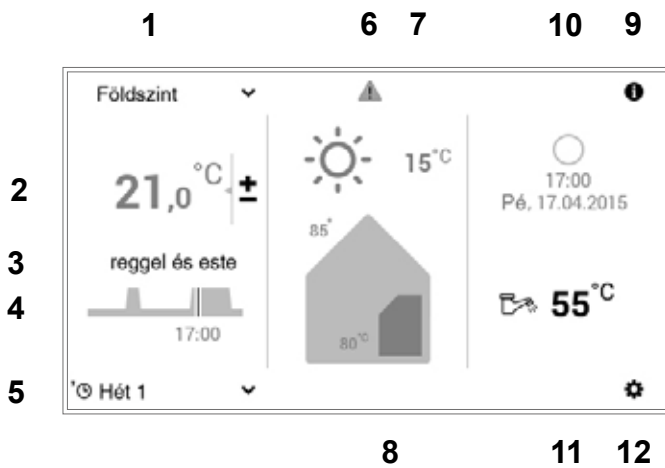 1 6 7 10 9
Földszint
21,0 °C ±
15°C
17:00
Pé, 17.04.2015
2
3
reggel és este
85°
4
17:00
80°C
55°C
5
Hét 1
8 11 12